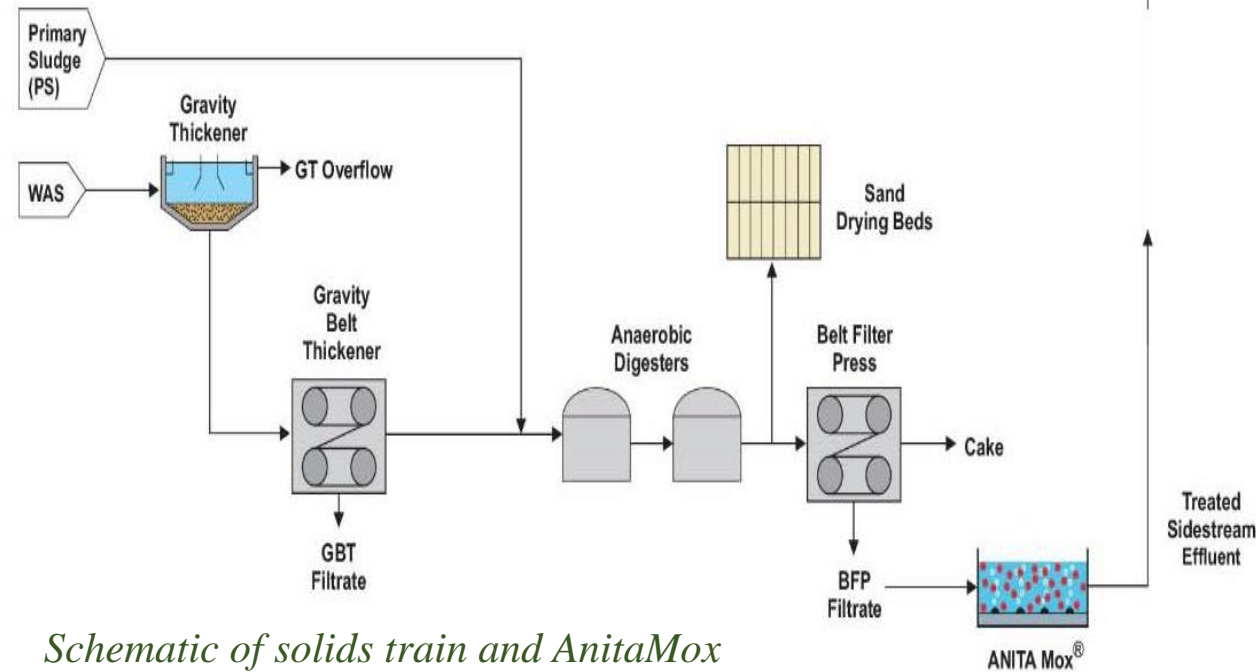 Primary
Sludge
(PS)
Gravity
Thickener
GT Overflow
WAS
Sand
Drying Beds
Gravity
Belt
Thickener
Anaerobic
Digesters
Belt Filter
Press
Cake
Treated
Sidestream
Effluent
GBT
Filtrate
BFP
Filtrate
ANITA Mox®
Schematic of solids train and AnitaMox